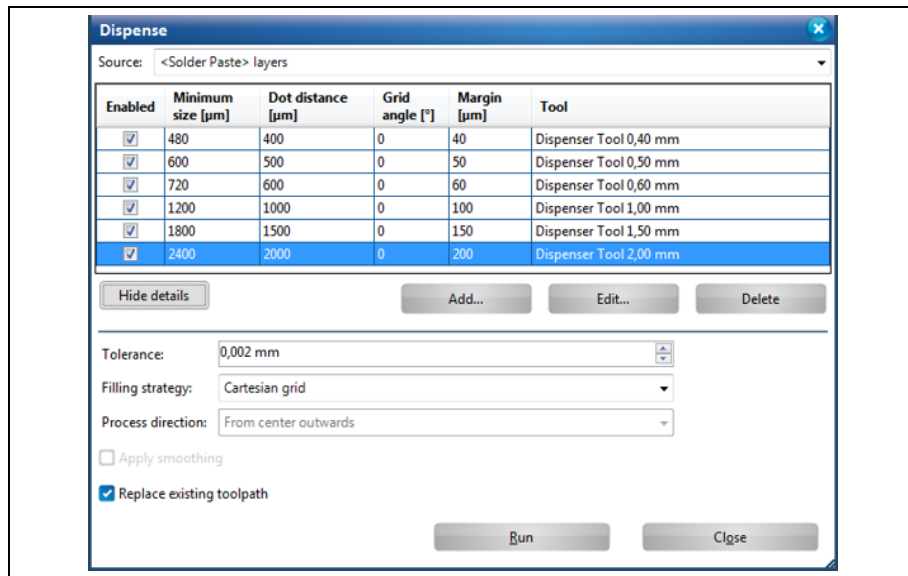 Dispense
Source: <Solder Paste> layers
Enabled Minimum size [µm] Dot distance [µm] Grid angle [°] Margin [µm] Tool
480 400 0 40 Dispenser Tool 0,40 mm
600 500 0 50 Dispenser Tool 0,50 mm
720 600 0 60 Dispenser Tool 0,60 mm
1200 1000 0 100 Dispenser Tool 1,00 mm
1800 1500 0 150 Dispenser Tool 1,50 mm
2400 2000 0 200 Dispenser Tool 2,00 mm
Hide details Add... Edit... Delete
Tolerance: 0,002 mm
Filling strategy: Cartesian grid
Process direction: From center outwards
Apply smoothing
Replace existing toolpath
Run Close